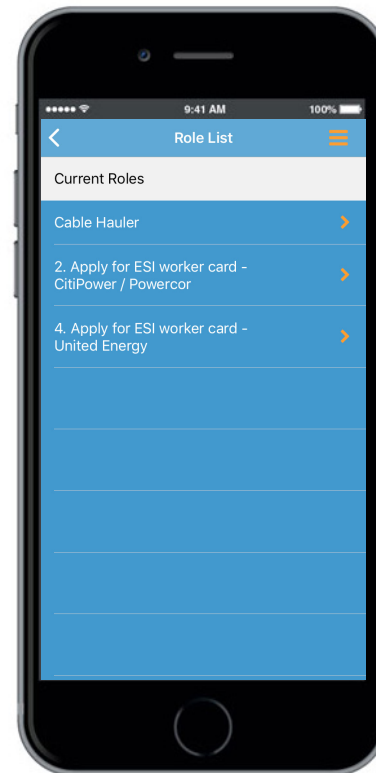 9:41 AM 100%
Role List
Current Roles
Cable Hauler
2. Apply for ESI worker card -
CitiPower / Powercor
4. Apply for ESI worker card -
United Energy